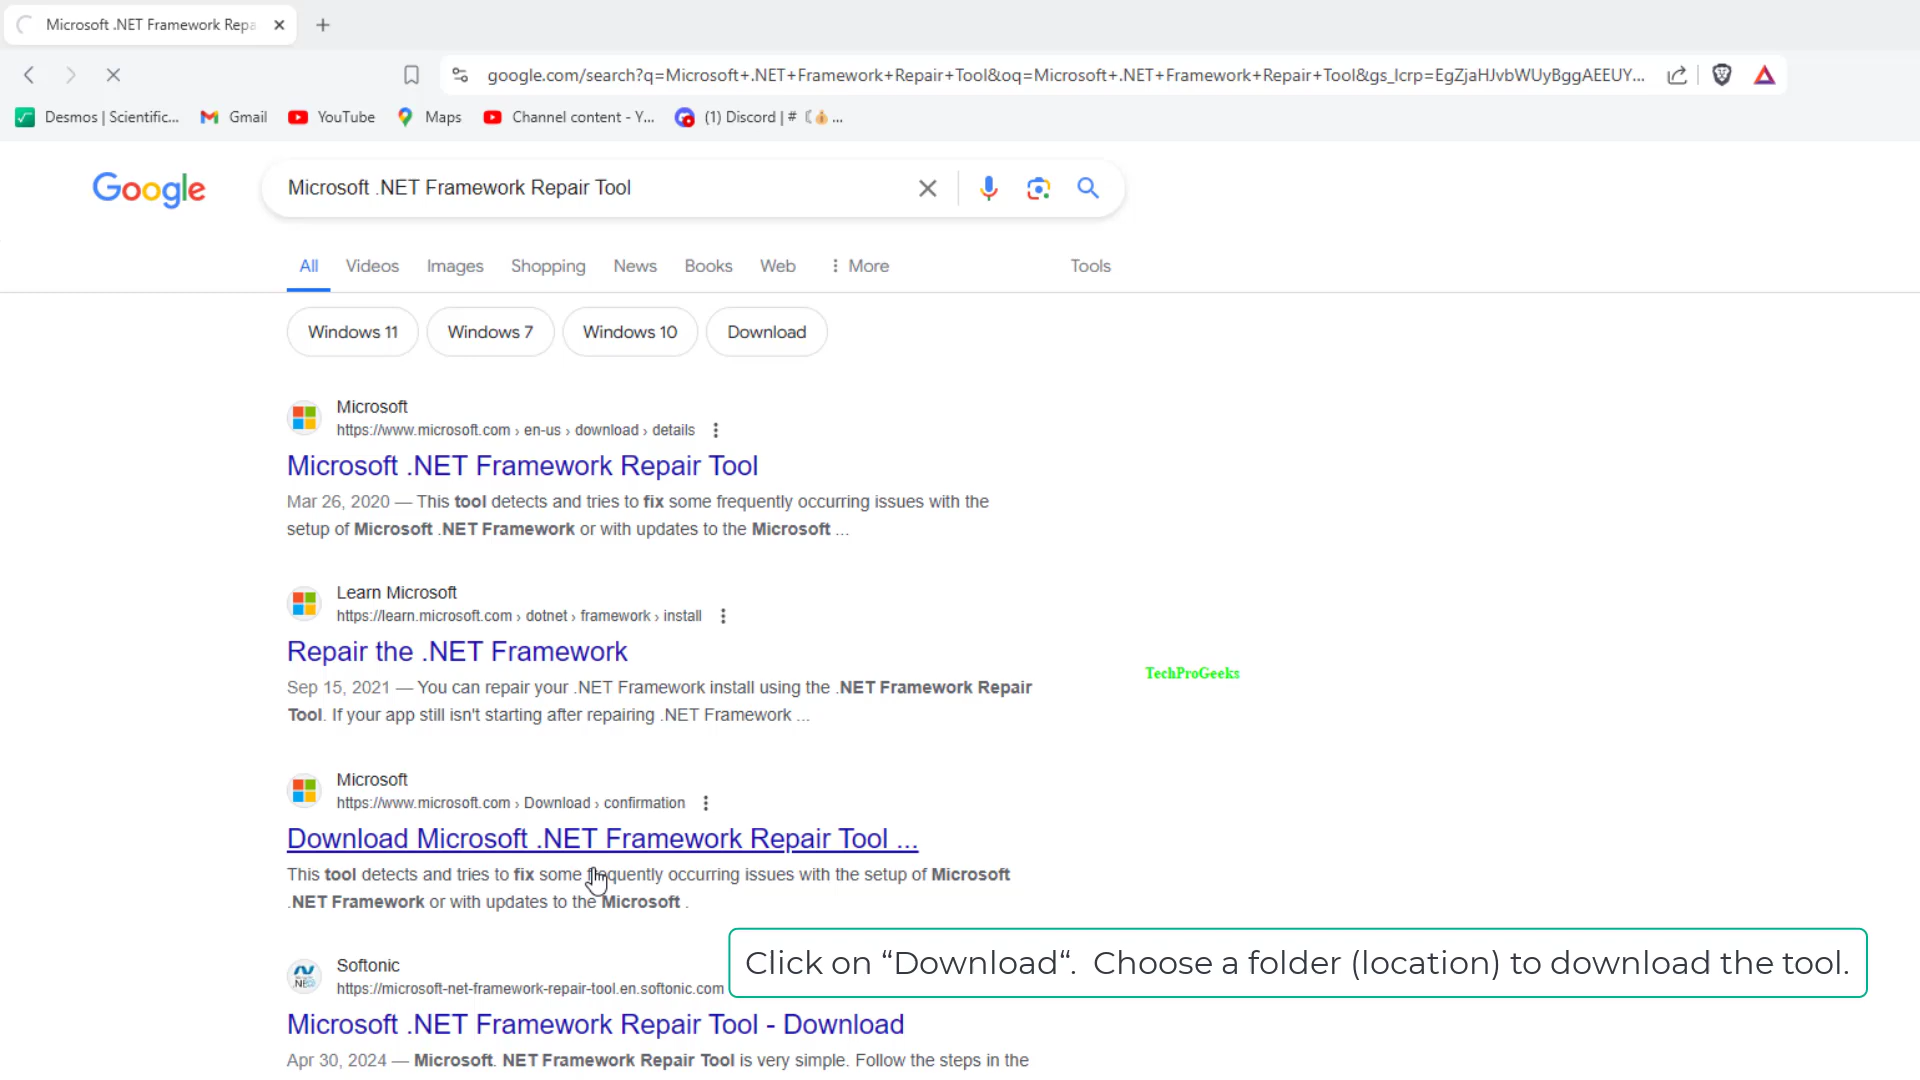 Microsoft .NET Framework Repa
google.com/search?q=Microsoft+.NET+Framework+Repair+Tool&oq=Microsoft+.NET+Framework+Repair+Tool&gs_lcrp=EgZjaHJvbWUyBggAEEUY...
Desmos | Scientific... Gmail YouTube Maps Channel content - Y... (1) Discord | # ☾💰 ...
Google Microsoft .NET Framework Repair Tool
All Videos Images Shopping News Books Web More Tools
Windows 11 Windows 7 Windows 10 Download
Microsoft
https://www.microsoft.com › en-us › download › details
Microsoft .NET Framework Repair Tool
Mar 26, 2020 — This tool detects and tries to fix some frequently occurring issues with the
setup of Microsoft .NET Framework or with updates to the Microsoft ...
Learn Microsoft
https://learn.microsoft.com › dotnet › framework › install
Repair the .NET Framework
TechProGeeks
Sep 15, 2021 — You can repair your .NET Framework install using the .NET Framework Repair
Tool. If your app still isn't starting after repairing .NET Framework ...
Microsoft
https://www.microsoft.com › Download › confirmation
Download Microsoft .NET Framework Repair Tool ...
This tool detects and tries to fix some frequently occurring issues with the setup of Microsoft
.NET Framework or with updates to the Microsoft .
Click on “Download“. Choose a folder (location) to download the tool.
Softonic
.NET
https://microsoft-net-framework-repair-tool.en.softonic.com
Microsoft .NET Framework Repair Tool - Download
Apr 30, 2024 — Microsoft. NET Framework Repair Tool is very simple. Follow the steps in the